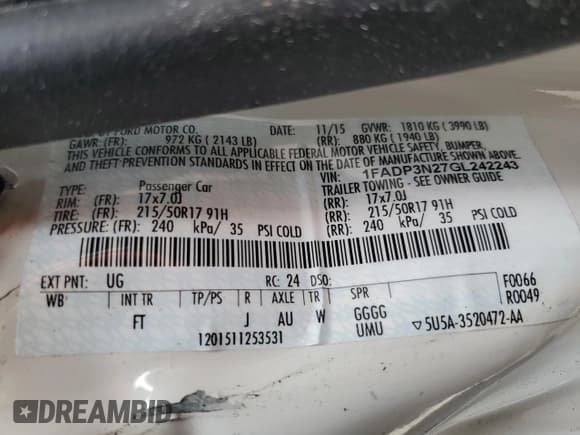 BY FORD MOTOR CO.
DATE: 11/15 GVWR: 1810 KG ( 3990 LB)
GAWR: (FR): 972 KG ( 2143 LB) (RR): 880 KG ( 1940 LB)
THIS VEHICLE CONFORMS TO ALL APPLICABLE FEDERAL MOTOR VEHICLE SAFETY, BUMPER,
AND THEFT PREVENTION STANDARDS IN EFFECT ON THE DATE OF MANUFACTURE SHOWN ABOVE.
VIN: 1FADP3N27GL242243
TYPE: Passenger Car TRAILER TOWING - SEE OWNER GUIDE
RIM: (FR) 17x7.0J (RR): 17x7.0J
TIRE: (FR) 215/50R17 91H (RR): 215/50R17 91H
PRESSURE: (FR) 240 kPa/ 35 PSI COLD (RR): 240 kPa/ 35 PSI COLD
EXT PNT: UG RC: 24 DSO:
WB INT TR TP/PS R AXLE TR SPR
F0066
R0049
FT J AU W GGGG
UMU
1201511253531
▽ 5U5A-3520472-AA
DREAMBID